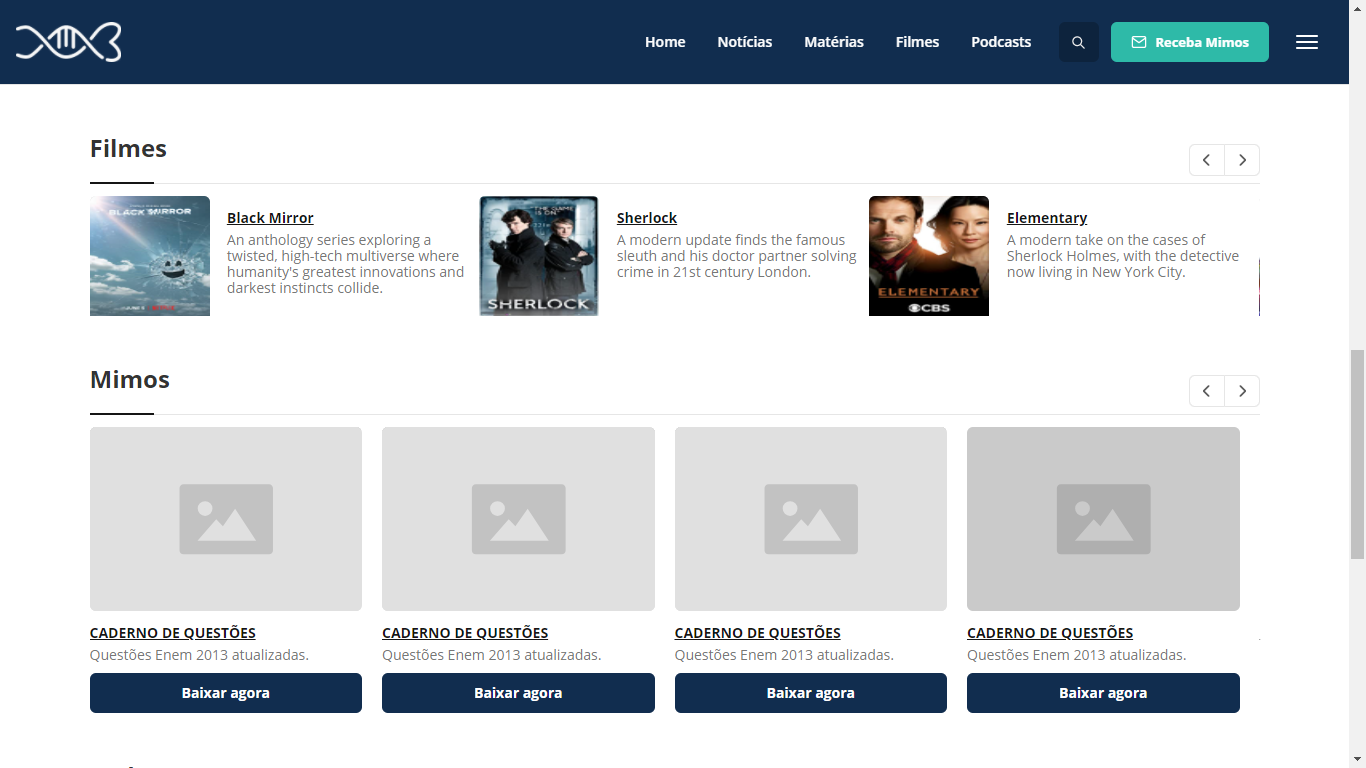 Home Notícias Matérias Filmes Podcasts Receba Mimos
Filmes
BLACK MIRROR
Black Mirror
An anthology series exploring a
twisted, high-tech multiverse where
humanity's greatest innovations and
darkest instincts collide.
"THE GAME
IS ON"
SHERLOCK
Sherlock
A modern update finds the famous
sleuth and his doctor partner solving
crime in 21st century London.
ELEMENTARY
CBS
Elementary
A modern take on the cases of
Sherlock Holmes, with the detective
now living in New York City.
Mimos
CADERNO DE QUESTÕES
Questões Enem 2013 atualizadas.
Baixar agora
CADERNO DE QUESTÕES
Questões Enem 2013 atualizadas.
Baixar agora
CADERNO DE QUESTÕES
Questões Enem 2013 atualizadas.
Baixar agora
CADERNO DE QUESTÕES
Questões Enem 2013 atualizadas.
Baixar agora